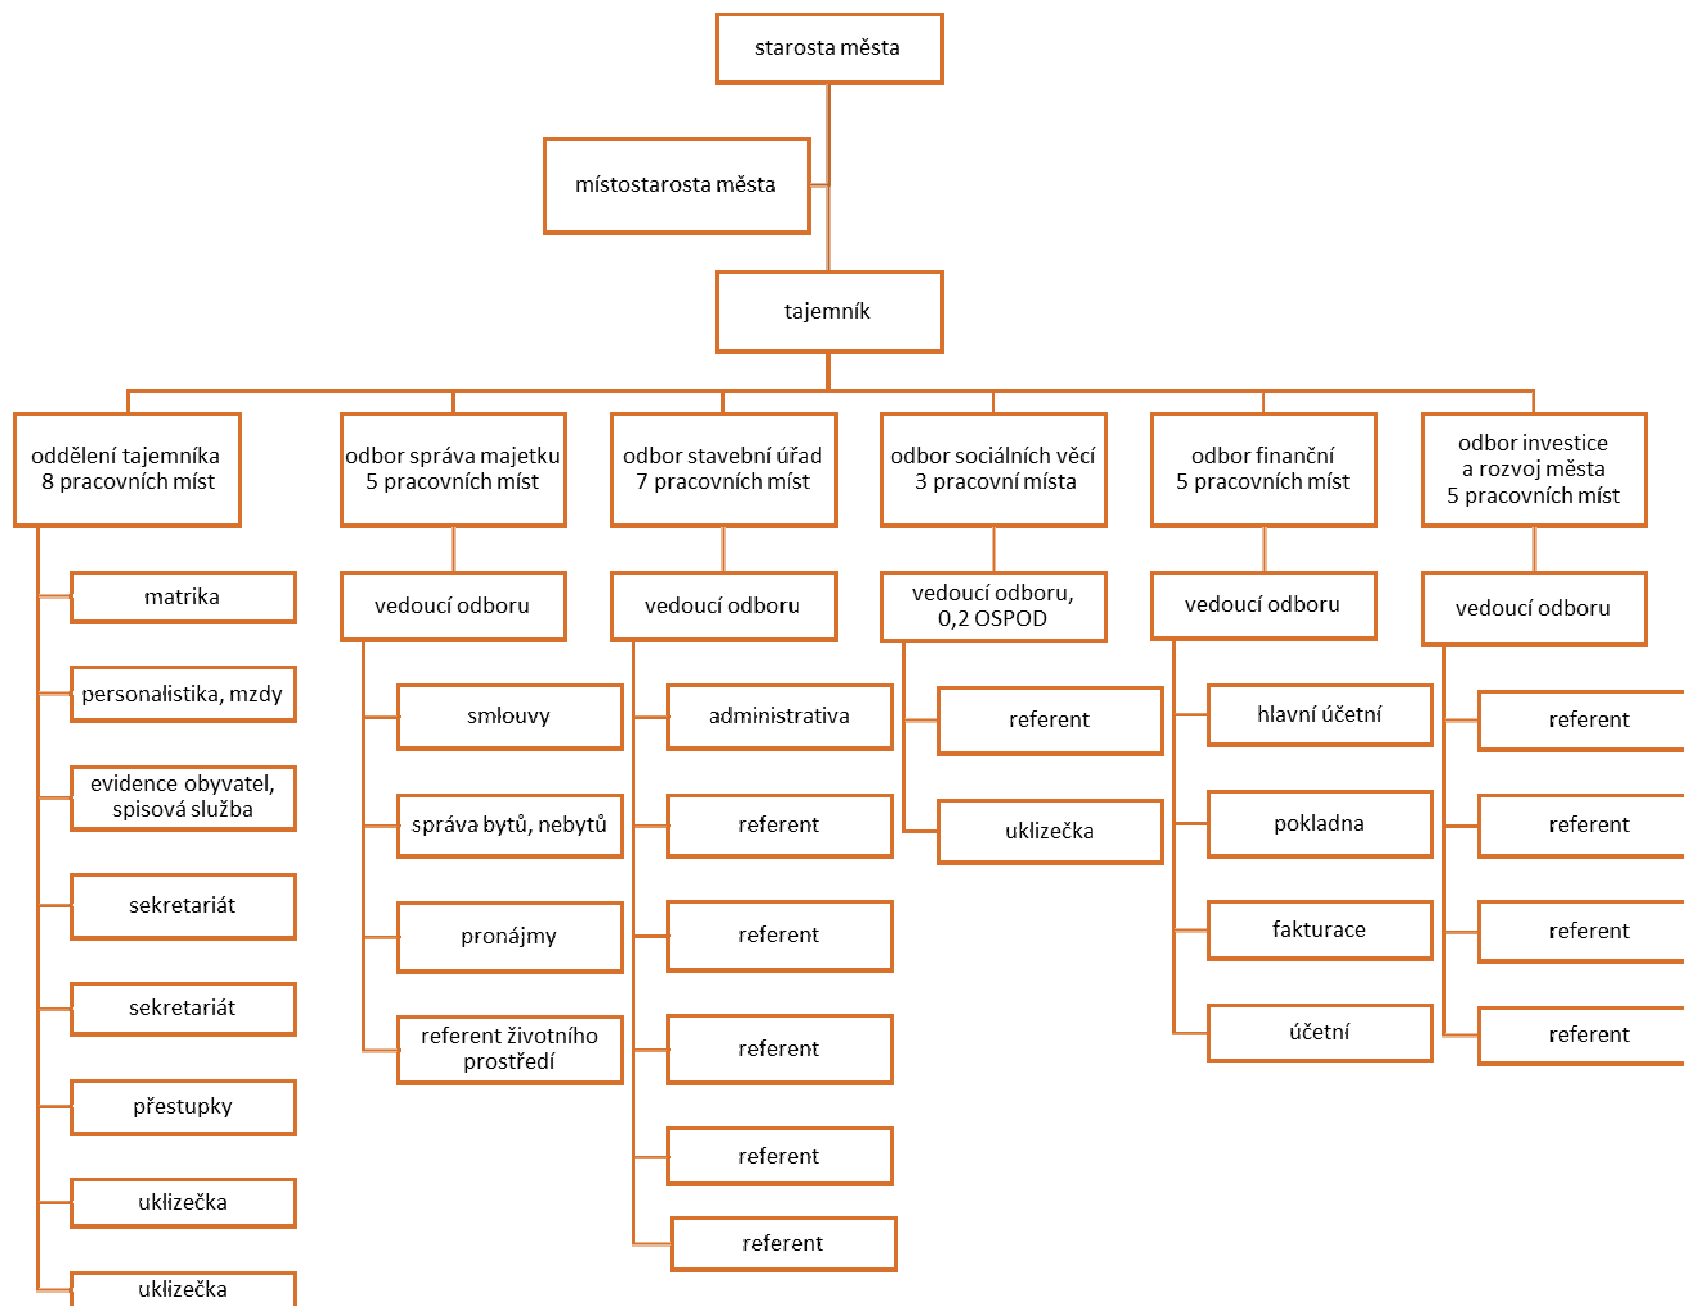 starosta města
místostarosta města
tajemník
oddělení tajemníka
8 pracovních míst
odbor správa majetku
5 pracovních míst
odbor stavební úřad
7 pracovních míst
odbor sociálních věcí
3 pracovní místa
odbor finanční
5 pracovních míst
odbor investice
a rozvoj města
5 pracovních míst
matrika
personalistika, mzdy
evidence obyvatel,
spisová služba
sekretariát
sekretariát
přestupky
uklizečka
uklizečka
vedoucí odboru
smlouvy
správa bytů, nebytů
pronájmy
referent životního
prostředí
vedoucí odboru
administrativa
referent
referent
referent
referent
referent
vedoucí odboru,
0,2 OSPOD
referent
uklizečka
vedoucí odboru
hlavní účetní
pokladna
fakturace
účetní
vedoucí odboru
referent
referent
referent
referent